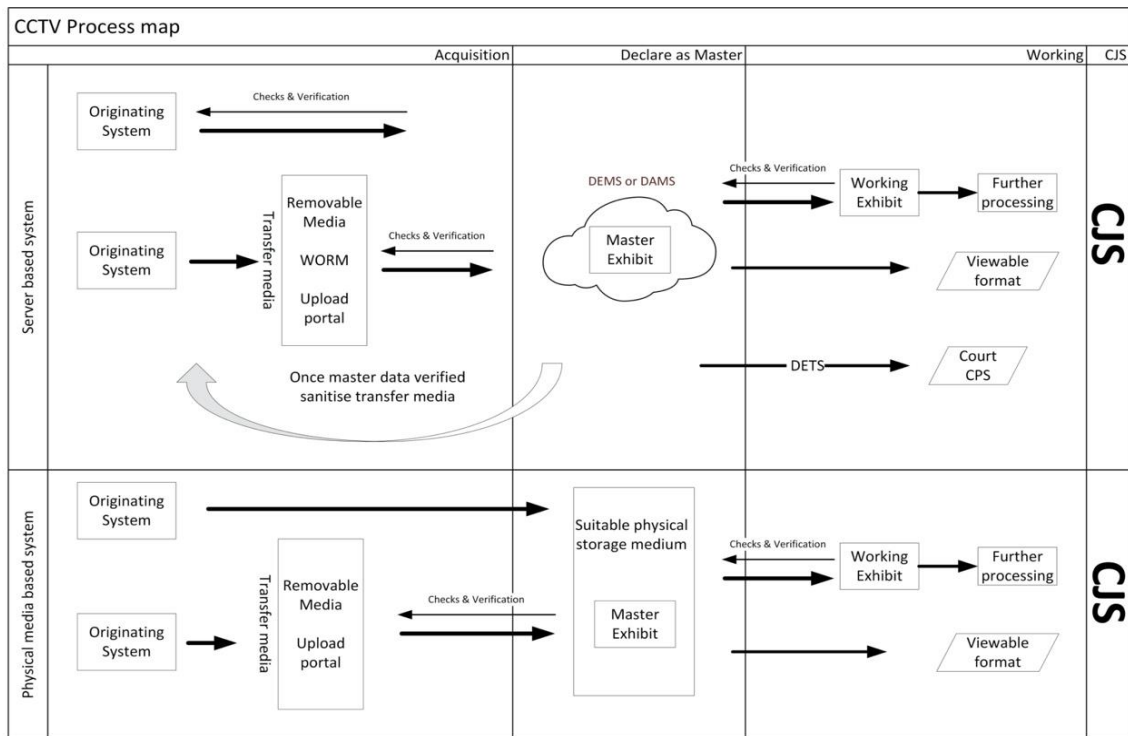 CCTV Process map
Acquisition
Declare as Master
Working
CJS
Server based system
Originating
System
Checks & Verification
Originating
System
Transfer media
Removable
Media
WORM
Upload
portal
Checks & Verification
Once master data verified
sanitise transfer media
DEMS or DAMS
Master
Exhibit
Checks & Verification
Working
Exhibit
Further
processing
Viewable
format
DETS
Court
CPS
CJS
Physical media based system
Originating
System
Originating
System
Transfer media
Removable
Media
Upload
portal
Checks & Verification
Suitable physical
storage medium
Master
Exhibit
Checks & Verification
Working
Exhibit
Further
processing
Viewable
format
CJS